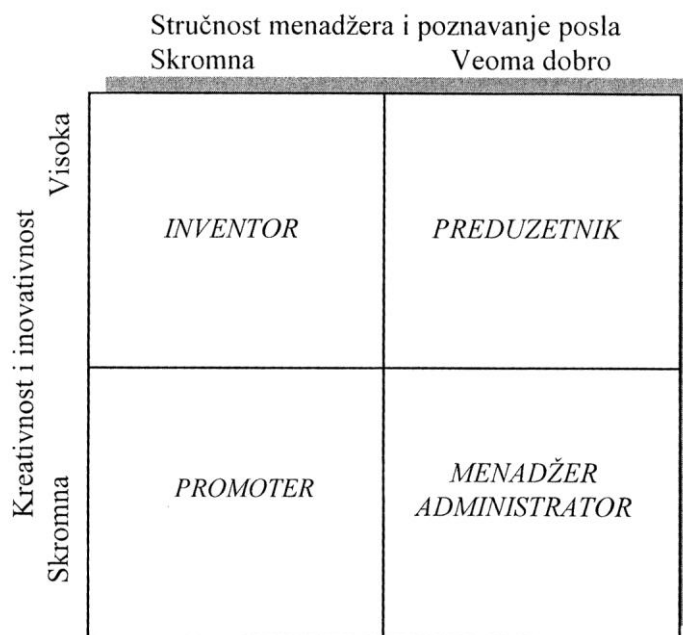 Stručnost menadžera i poznavanje posla
Skromna Veoma dobro
Kreativnost i inovativnost
Visoka
Skromna
INVENTOR
PREDUZETNIK
PROMOTER
MENADŽER
ADMINISTRATOR